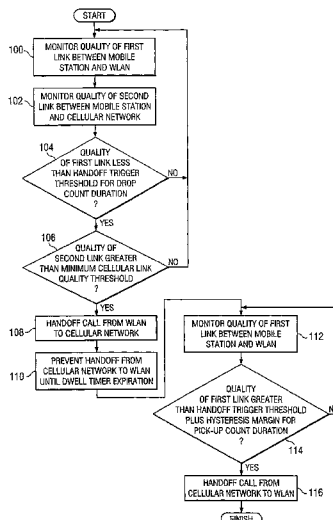 START
100
MONITOR QUALITY OF FIRST
LINK BETWEEN MOBILE
STATION AND WLAN
102
MONITOR QUALITY OF SECOND
LINK BETWEEN MOBILE STATION
AND CELLULAR NETWORK
104
QUALITY
OF FIRST LINK LESS
THAN HANDOFF TRIGGER
THRESHOLD FOR DROP
COUNT DURATION
?
NO
YES
106
QUALITY OF
SECOND LINK GREATER
THAN MINIMUM CELLULAR LINK
QUALITY THRESHOLD
?
NO
YES
108
HANDOFF CALL FROM WLAN
TO CELLULAR NETWORK
110
PREVENT HANDOFF FROM
CELLULAR NETWORK TO WLAN
UNTIL DWELL TIMER EXPIRATION
MONITOR QUALITY OF FIRST
LINK BETWEEN MOBILE
STATION AND WLAN
112
QUALITY
OF FIRST LINK GREATER
THAN HANDOFF TRIGGER THRESHOLD
PLUS HYSTERESIS MARGIN FOR
PICK-UP COUNT DURATION
?
114
YES
HANDOFF CALL FROM
CELLULAR NETWORK TO WLAN
116
FINISH